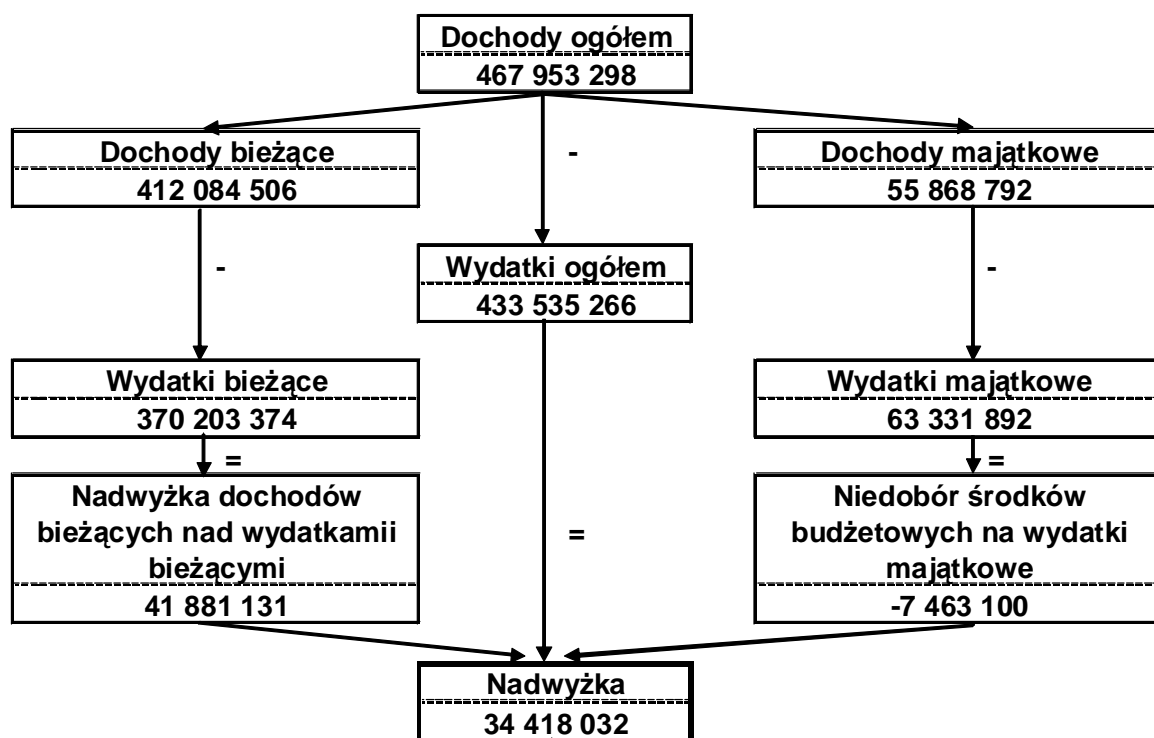 Dochody ogółem
467 953 298
Dochody bieżące
412 084 506
-
Dochody majątkowe
55 868 792
-
Wydatki ogółem
433 535 266
-
Wydatki bieżące
370 203 374
Wydatki majątkowe
63 331 892
=
=
Nadwyżka dochodów
bieżących nad wydatkamii
bieżącymi
41 881 131
=
Niedobór środków
budżetowych na wydatki
majątkowe
-7 463 100
Nadwyżka
34 418 032